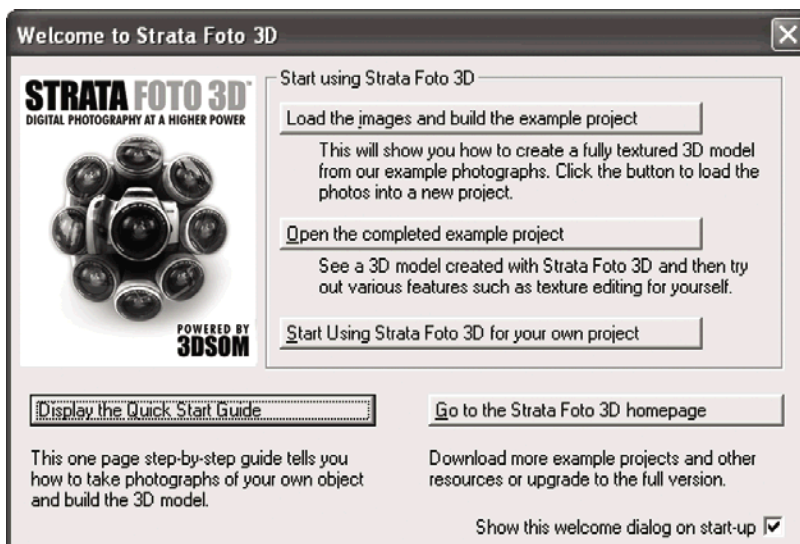 Welcome to Strata Foto 3D
STRATA FOTO 3D™
DIGITAL PHOTOGRAPHY AT A HIGHER POWER
POWERED BY
3DSOM
Start using Strata Foto 3D
Load the images and build the example project
This will show you how to create a fully textured 3D model
from our example photographs. Click the button to load the
photos into a new project.
Open the completed example project
See a 3D model created with Strata Foto 3D and then try
out various features such as texture editing for yourself.
Start Using Strata Foto 3D for your own project
Display the Quick Start Guide
This one page step-by-step guide tells you
how to take photographs of your own object
and build the 3D model.
Go to the Strata Foto 3D homepage
Download more example projects and other
resources or upgrade to the full version.
Show this welcome dialog on start-up